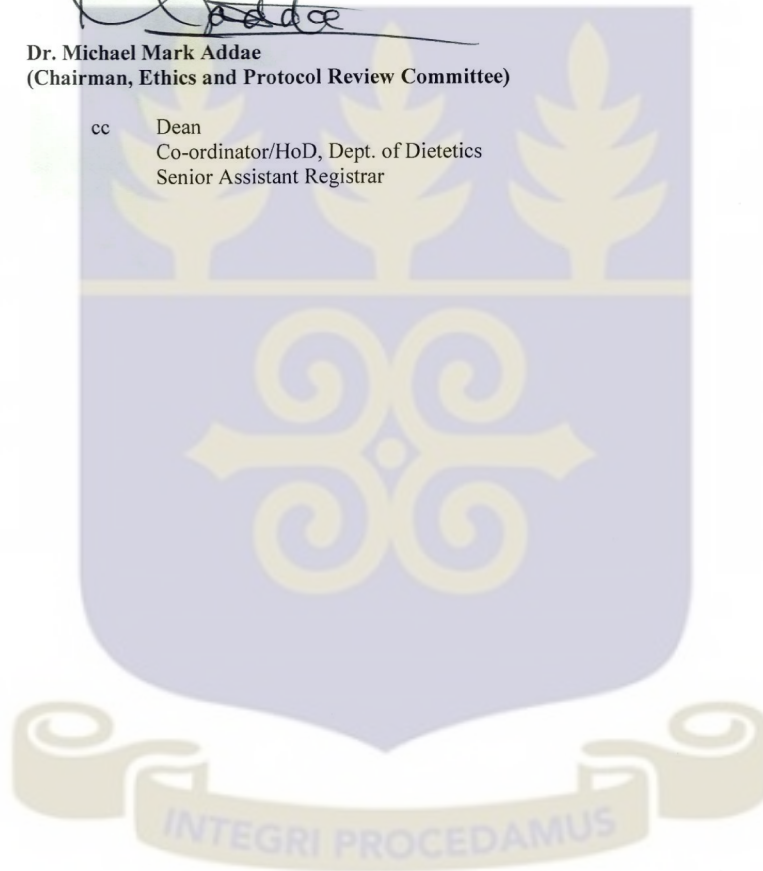 Addae
Dr. Michael Mark Addae
(Chairman, Ethics and Protocol Review Committee)
cc Dean
Co-ordinator/HoD, Dept. of Dietetics
Senior Assistant Registrar
INTEGRI PROCEDAMUS